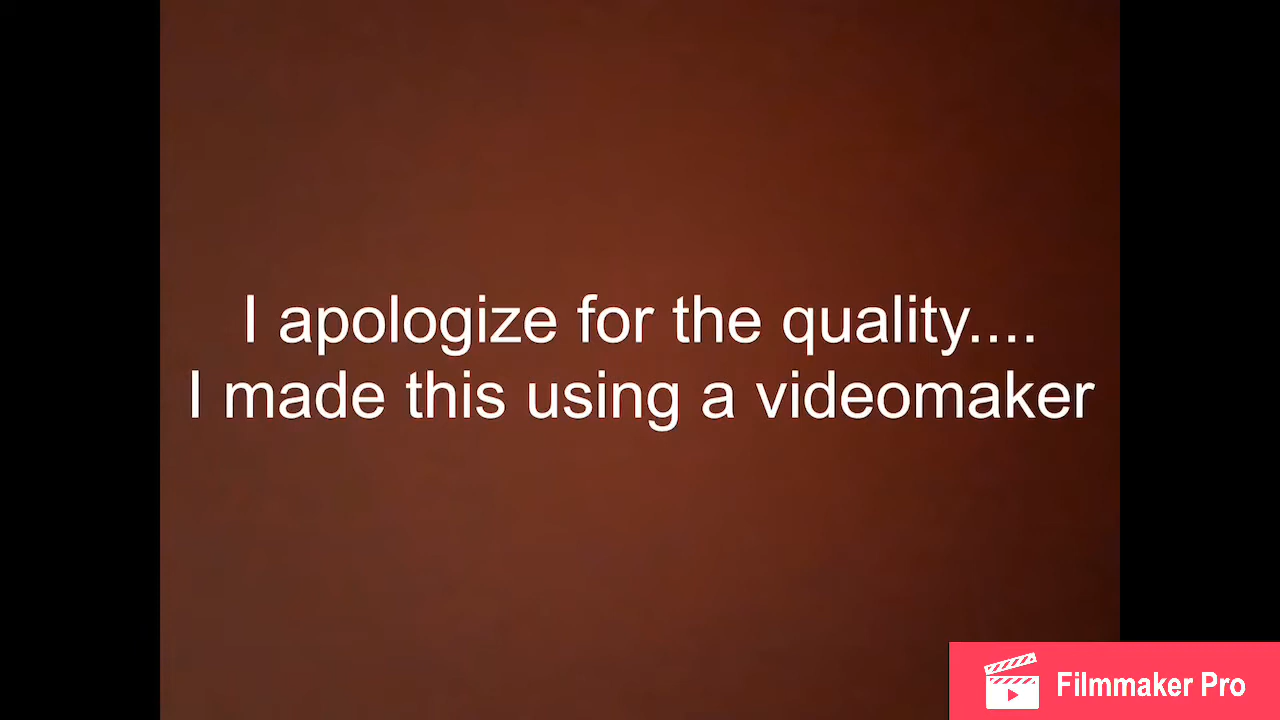 I apologize for the quality....
I made this using a videomaker
Filmmaker Pro